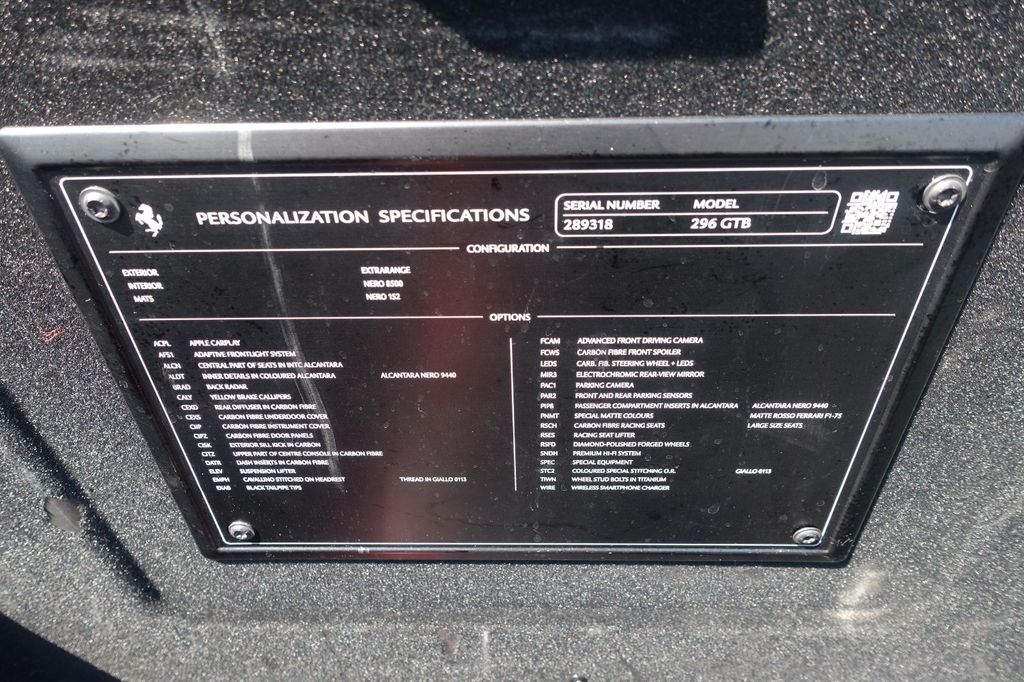 PERSONALIZATION SPECIFICATIONS
SERIAL NUMBER MODEL
289318 296 GTB
CONFIGURATION
EXTERIOR EXTRARANGE
INTERIOR NERO 8500
MATS NERO 152
OPTIONS
ACPL APPLE CARPLAY
AFS1 ADAPTIVE FRONTLIGHT SYSTEM
ALCN CENTRAL PART OF SEATS IN INTC ALCANTARA
ALDT INNER DETAILS IN COLOURED ALCANTARA ALCANTARA NERO 9440
BRAD BACK RADAR
CALY YELLOW BRAKE CALLIPERS
CEXD REAR DIFFUSER IN CARBON FIBRE
CEXS CARBON FIBRE UNDERDOOR COVER
CIIP CARBON FIBRE INSTRUMENT COVER
CIPZ CARBON FIBRE DOOR PANELS
CISK EXTERIOR SILL KICK IN CARBON
CITZ UPPER PART OF CENTRE CONSOLE IN CARBON FIBRE
DATR DASH INSERTS IN CARBON FIBRE
ELEV SUSPENSION LIFTER
EMPH CAVALLINO STITCHED ON HEADREST THREAD IN GIALLO 0113
EXAB BLACK TAILPIPE TIPS
FCAM ADVANCED FRONT DRIVING CAMERA
FCWS CARBON FIBRE FRONT SPOILER
LEDS CARB. FIB. STEERING WHEEL + LEDS
MIR3 ELECTROCHROMIC REAR-VIEW MIRROR
PAC1 PARKING CAMERA
PAR2 FRONT AND REAR PARKING SENSORS
PIP8 PASSENGER COMPARTMENT INSERTS IN ALCANTARA ALCANTARA NERO 9440
PNMT SPECIAL MATTE COLOURS MATTE ROSSO FERRARI F1-75
RSCH CARBON FIBRE RACING SEATS LARGE SIZE SEATS
RSES RACING SEAT LIFTER
RSFD DIAMOND-POLISHED FORGED WHEELS
SNDH PREMIUM HI-FI SYSTEM
SPEC SPECIAL EQUIPMENT
STC2 COLOURED SPECIAL STITCHING O.R. GIALLO 0113
TIWN WHEEL STUD BOLTS IN TITANIUM
WIRE WIRELESS SMARTPHONE CHARGER